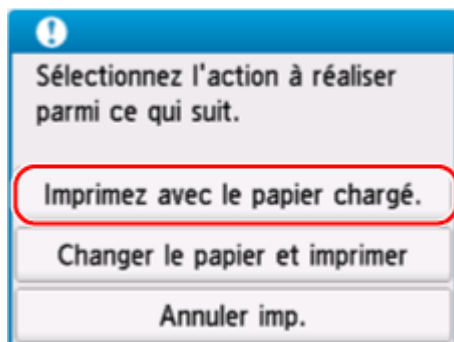 Sélectionnez l'action à réaliser
parmi ce qui suit.
Imprimez avec le papier chargé.
Changer le papier et imprimer
Annuler imp.